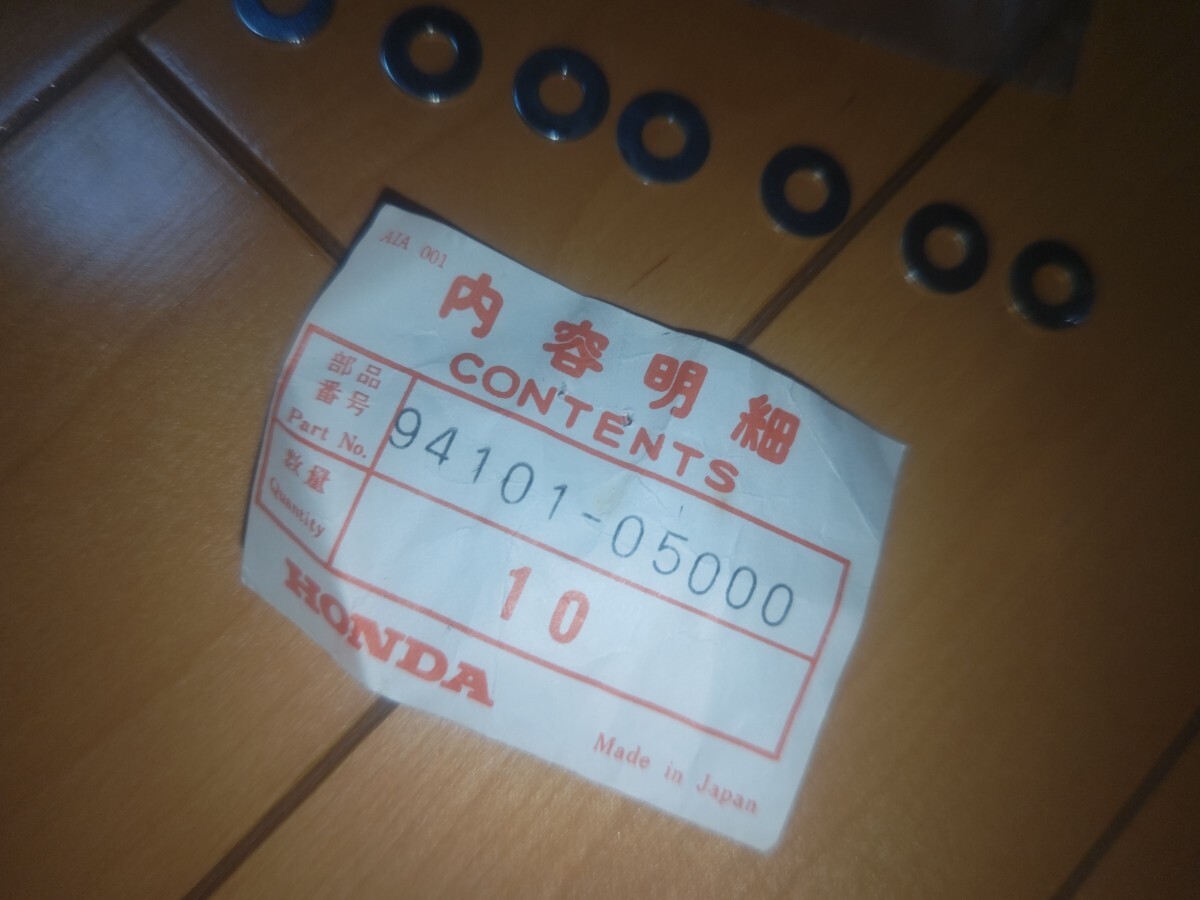 AIA 001
内容明細
CONTENTS
部品
番号
Part No.
94101-05000
数量
Quantity
10
HONDA
Made in Japan